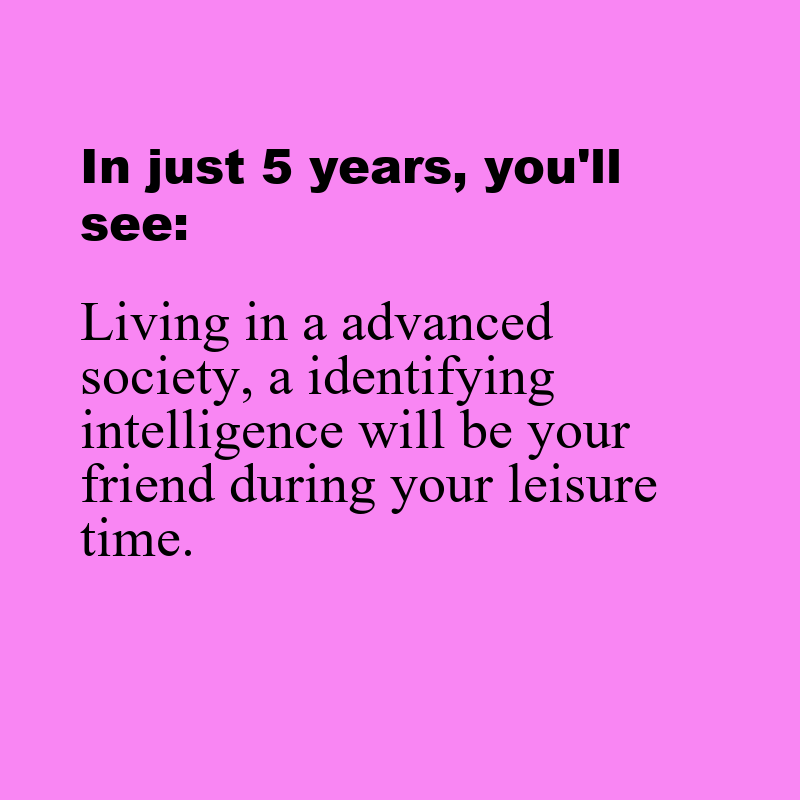 In just 5 years, you'll
see:
Living in a advanced
society, a identifying
intelligence will be your
friend during your leisure
time.